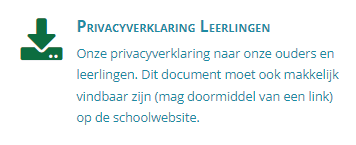 Privacyverklaring Leerlingen
Onze privacyverklaring naar onze ouders en
leerlingen. Dit document moet ook makkelijk
vindbaar zijn (mag doormiddel van een link)
op de schoolwebsite.